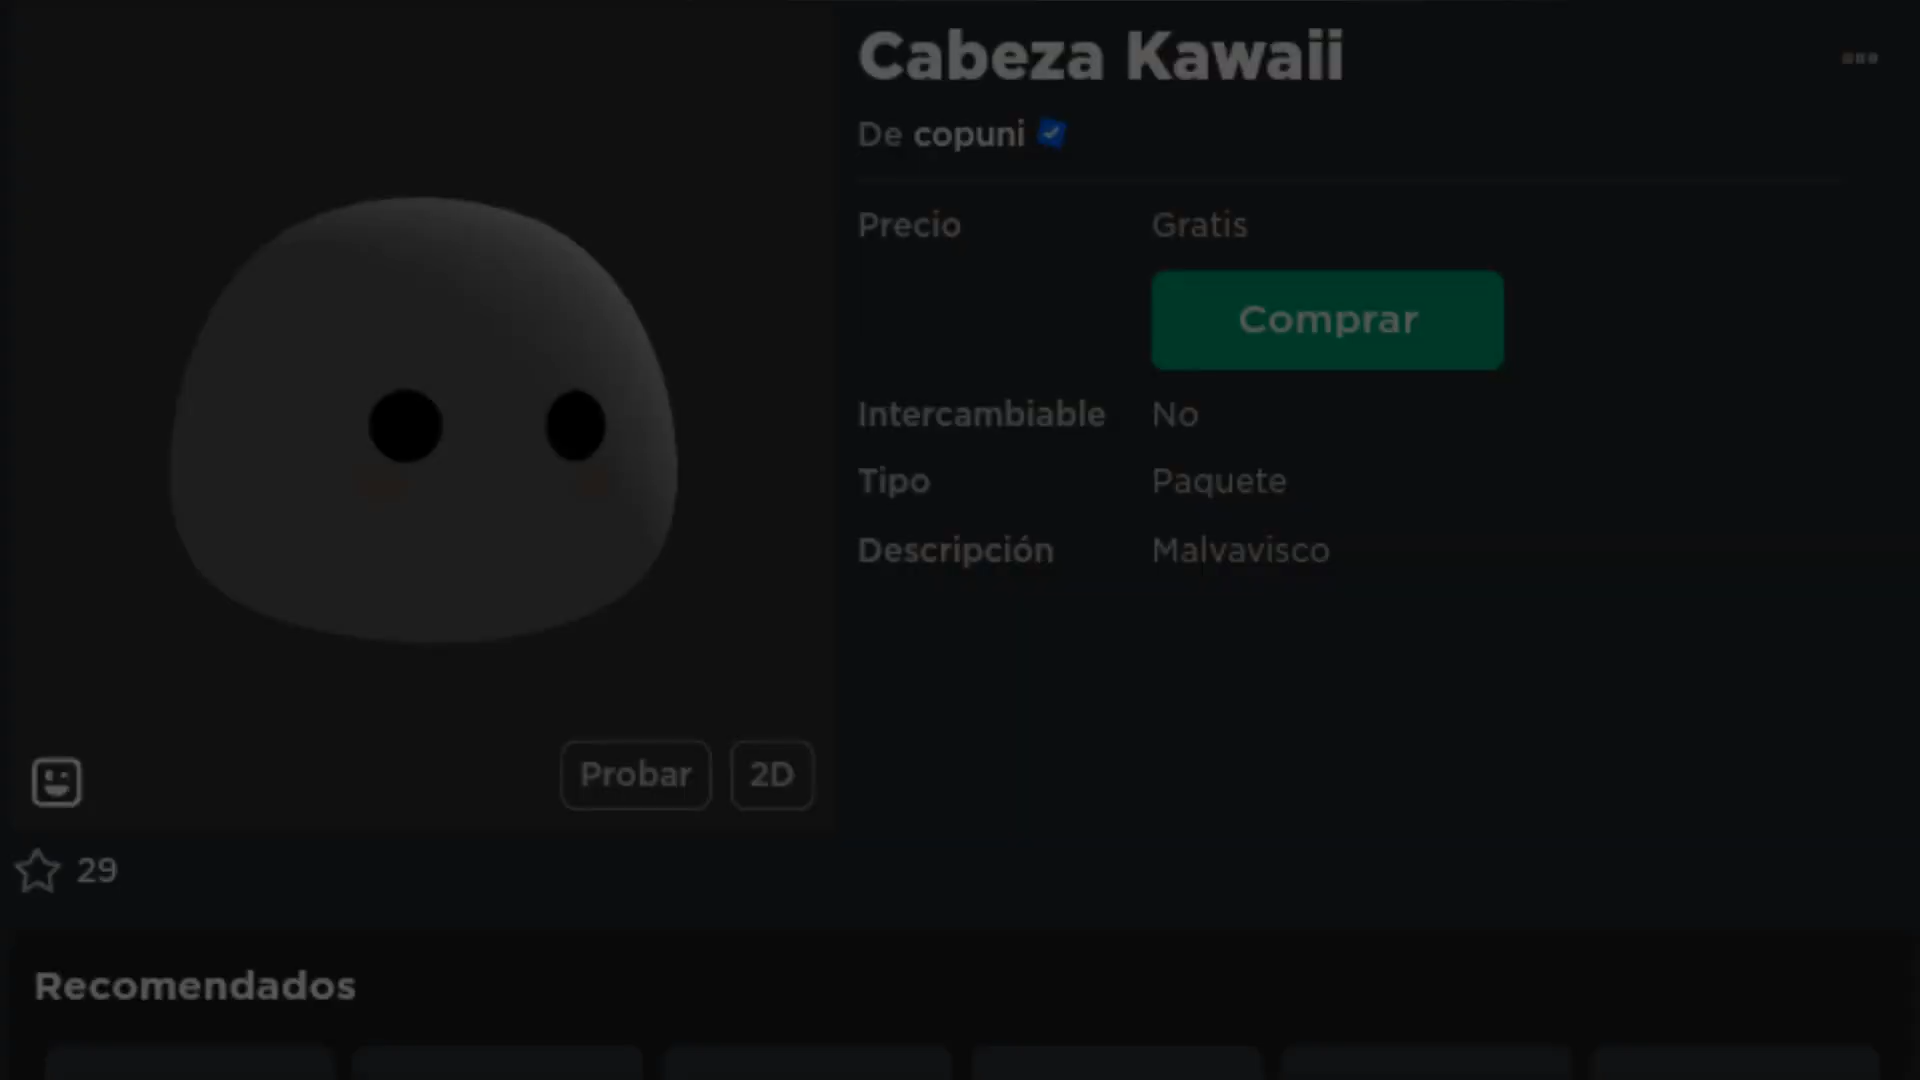 Cabeza Kawaii
De copuni
Precio Gratis
Comprar
Intercambiable No
Tipo Paquete
Descripción Malvavisco
Probar 2D
29
Recomendados